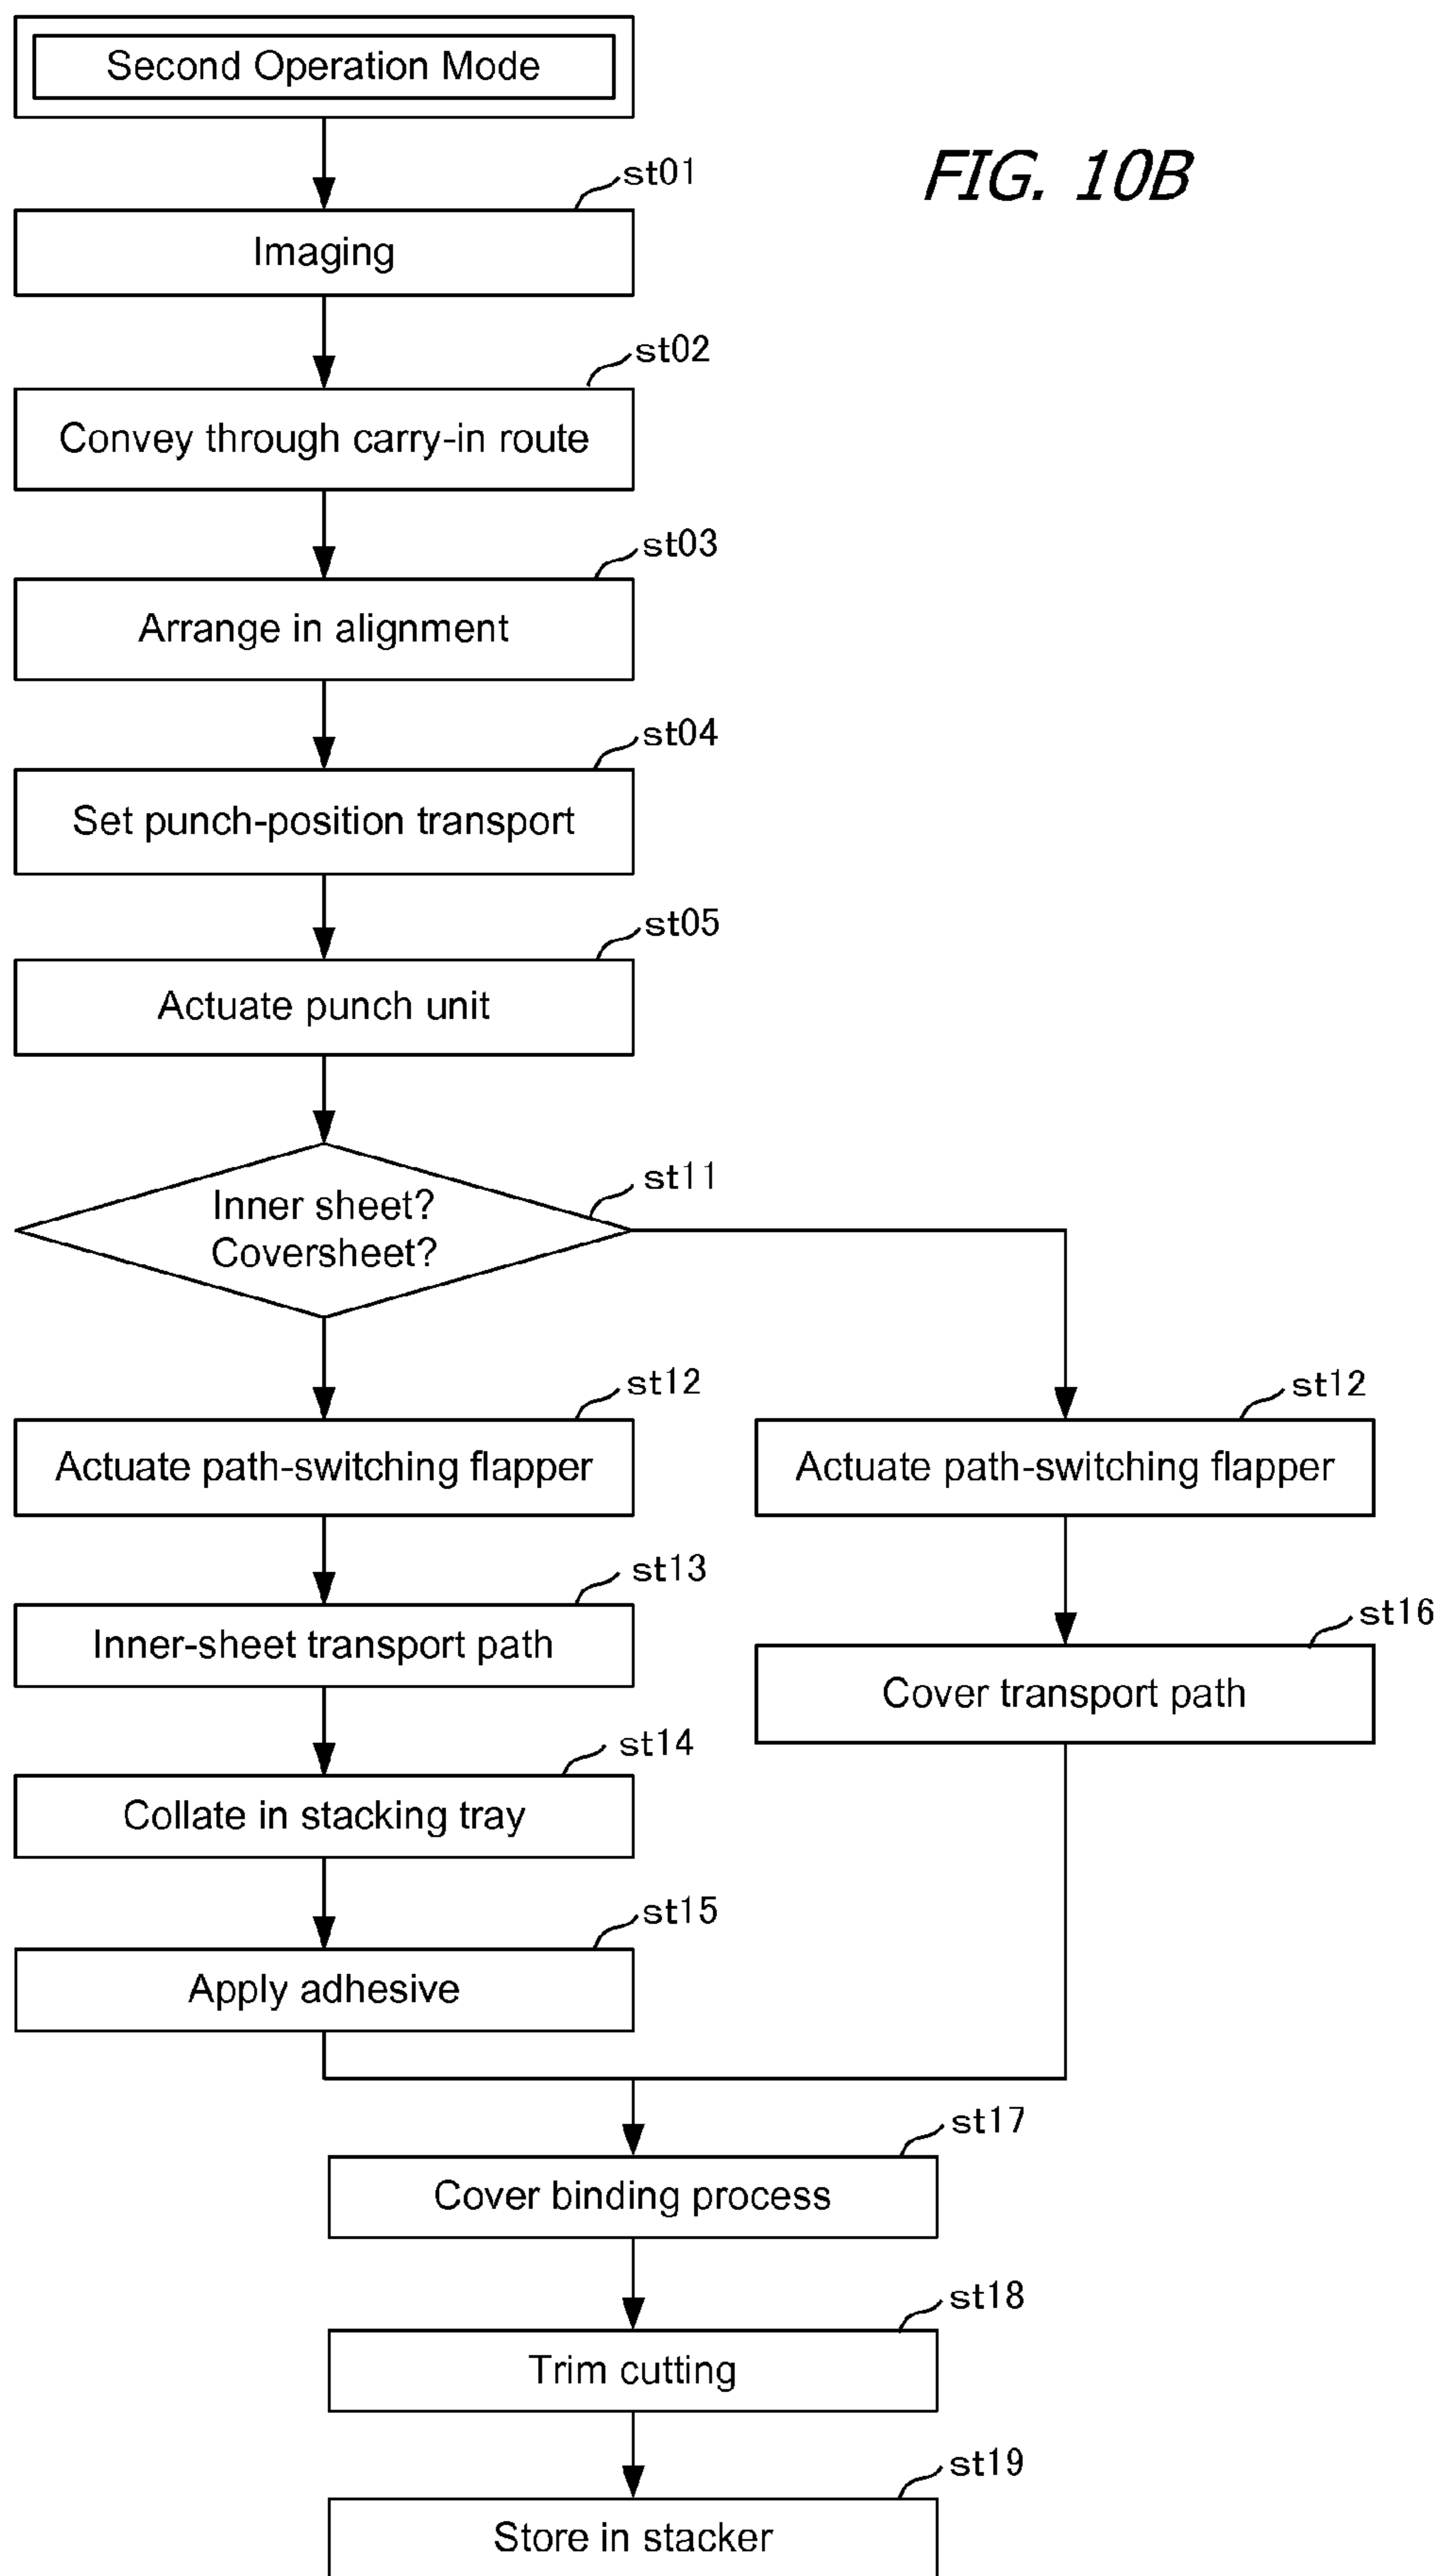 Second Operation Mode
FIG. 10B
st01
Imaging
st02
Convey through carry-in route
st03
Arrange in alignment
st04
Set punch-position transport
st05
Actuate punch unit
st11
Inner sheet?
Coversheet?
st12
Actuate path-switching flapper
st12
Actuate path-switching flapper
st13
Inner-sheet transport path
st16
Cover transport path
st14
Collate in stacking tray
st15
Apply adhesive
st17
Cover binding process
st18
Trim cutting
st19
Store in stacker